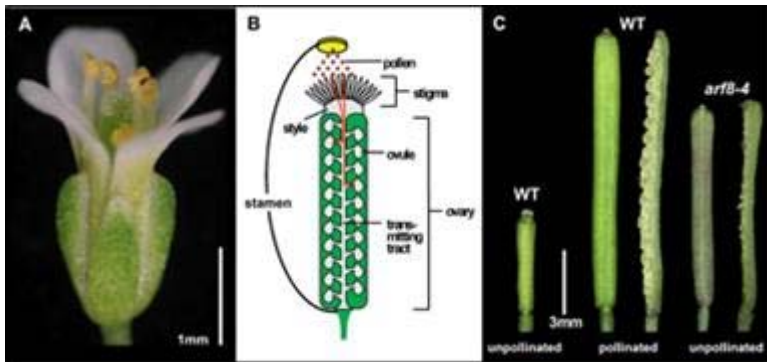 A
1mm
B
pollen
stigma
style
ovule
stamen
ovary
trans-
mitting
tract
C
WT
arf8-4
WT
3mm
unpollinated
pollinated
unpollinated